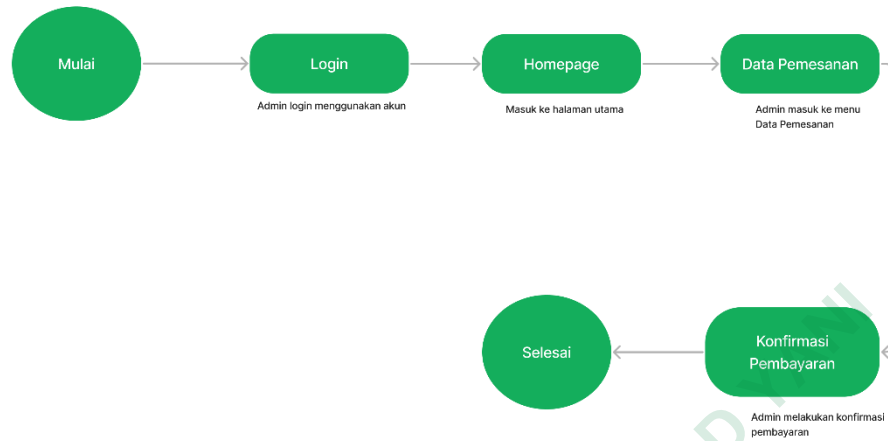 Mulai
Login
Homepage
Data Pemesanan
Admin login menggunakan akun
Masuk ke halaman utama
Admin masuk ke menu
Data Pemesanan
Selesai
Konfirmasi
Pembayaran
Admin melakukan konfirmasi
pembayaran
D YANI